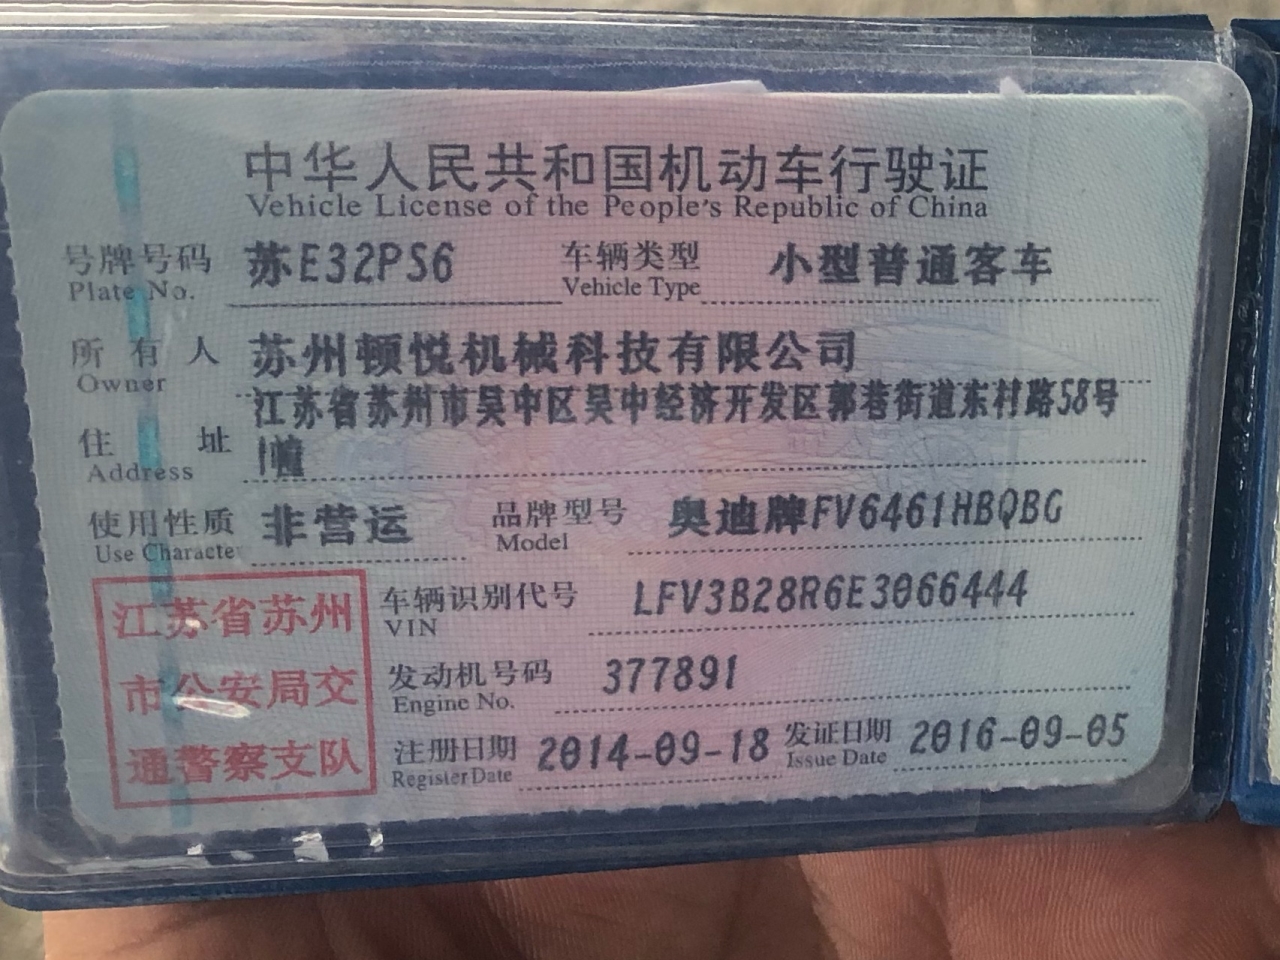 中华人民共和国机动车行驶证
Vehicle License of the People's Republic of China
号牌号码 苏E32PS6 车辆类型 小型普通客车
Plate No. Vehicle Type
所有人 苏州顿悦机械科技有限公司
Owner
江苏省苏州市吴中区吴中经济开发区郭巷街道东村路58号
住址 1幢
Address
使用性质 非营运 品牌型号 奥迪牌FV6461HBQBG
Use Character Model
江苏省苏州 车辆识别代号 LFV3B28R6E3066444
VIN
市公安局交 发动机号码 377891
Engine No.
通警察支队 注册日期 2014-09-18 发证日期 2016-09-05
Register Date Issue Date